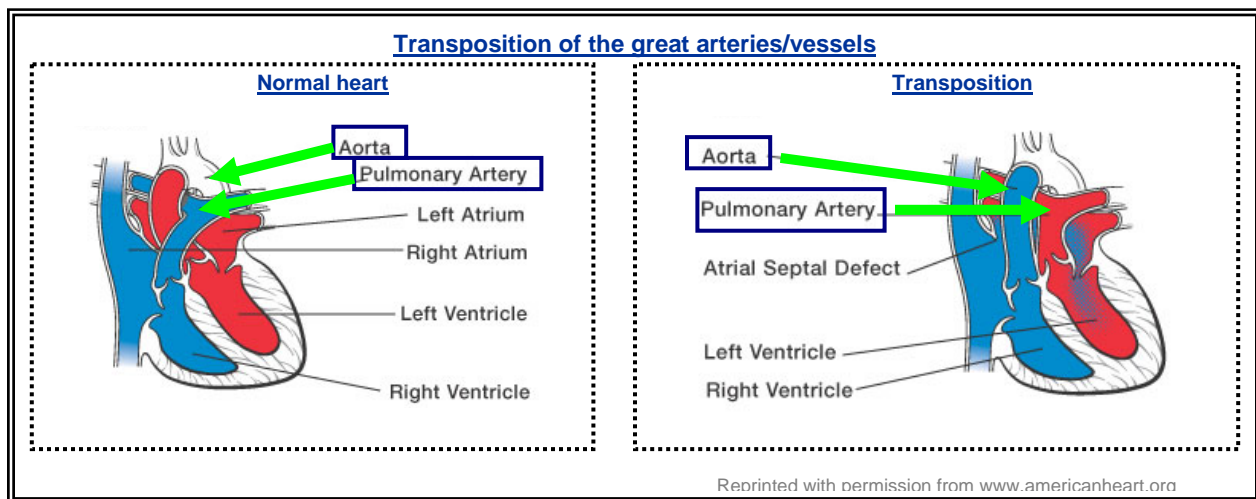 Transposition of the great arteries/vessels
Normal heart
Aorta
Pulmonary Artery
Left Atrium
Right Atrium
Left Ventricle
Right Ventricle
Transposition
Aorta
Pulmonary Artery
Atrial Septal Defect
Left Ventricle
Right Ventricle
Reprinted with permission from www.americanheart.org